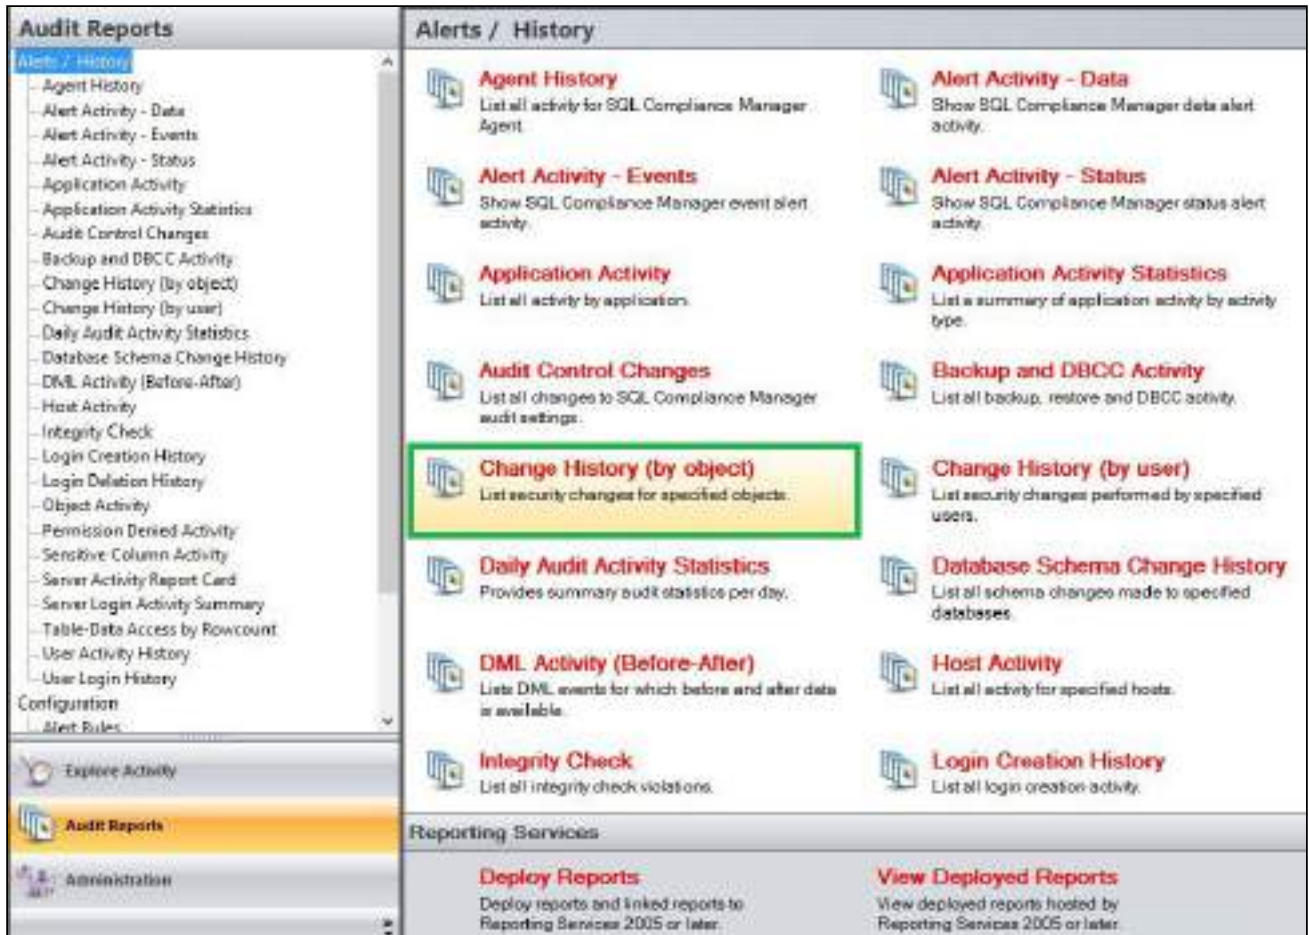 Audit Reports
Alerts / History
Agent History
Alert Activity - Data
Alert Activity - Events
Alert Activity - Status
Application Activity
Application Activity Statistics
Audit Control Changes
Backup and DBCC Activity
Change History (by object)
Change History (by user)
Daily Audit Activity Statistics
Database Schema Change History
DML Activity (Before-After)
Host Activity
Integrity Check
Login Creation History
Login Deletion History
Object Activity
Permission Denied Activity
Sensitive Column Activity
Server Activity Report Card
Server Login Activity Summary
Table-Data Access by Rowcount
User Activity History
User Login History
Configuration
Alert Rules
Explore Activity
Audit Reports
Administration
Alerts / History
Agent History
List all activity for SQL Compliance Manager
Agent.
Alert Activity - Data
Show SQL Compliance Manager data alert
activity.
Alert Activity - Events
Show SQL Compliance Manager event alert
activity.
Alert Activity - Status
Show SQL Compliance Manager status alert
activity.
Application Activity
List all activity by application.
Application Activity Statistics
List a summary of application activity by activity
type.
Audit Control Changes
List all changes to SQL Compliance Manager
audit settings.
Backup and DBCC Activity
List all backup, restore and DBCC activity.
Change History (by object)
List security changes for specified objects.
Change History (by user)
List security changes performed by specified
users.
Daily Audit Activity Statistics
Provides summary audit statistics per day.
Database Schema Change History
List all schema changes made to specified
databases.
DML Activity (Before-After)
Lists DML events for which before and after data
is available.
Host Activity
List all activity for specified hosts.
Integrity Check
List all integrity check violations.
Login Creation History
List all login creation activity.
Reporting Services
Deploy Reports
Deploy reports and linked reports to
Reporting Services 2005 or later.
View Deployed Reports
View deployed reports hosted by
Reporting Services 2005 or later.